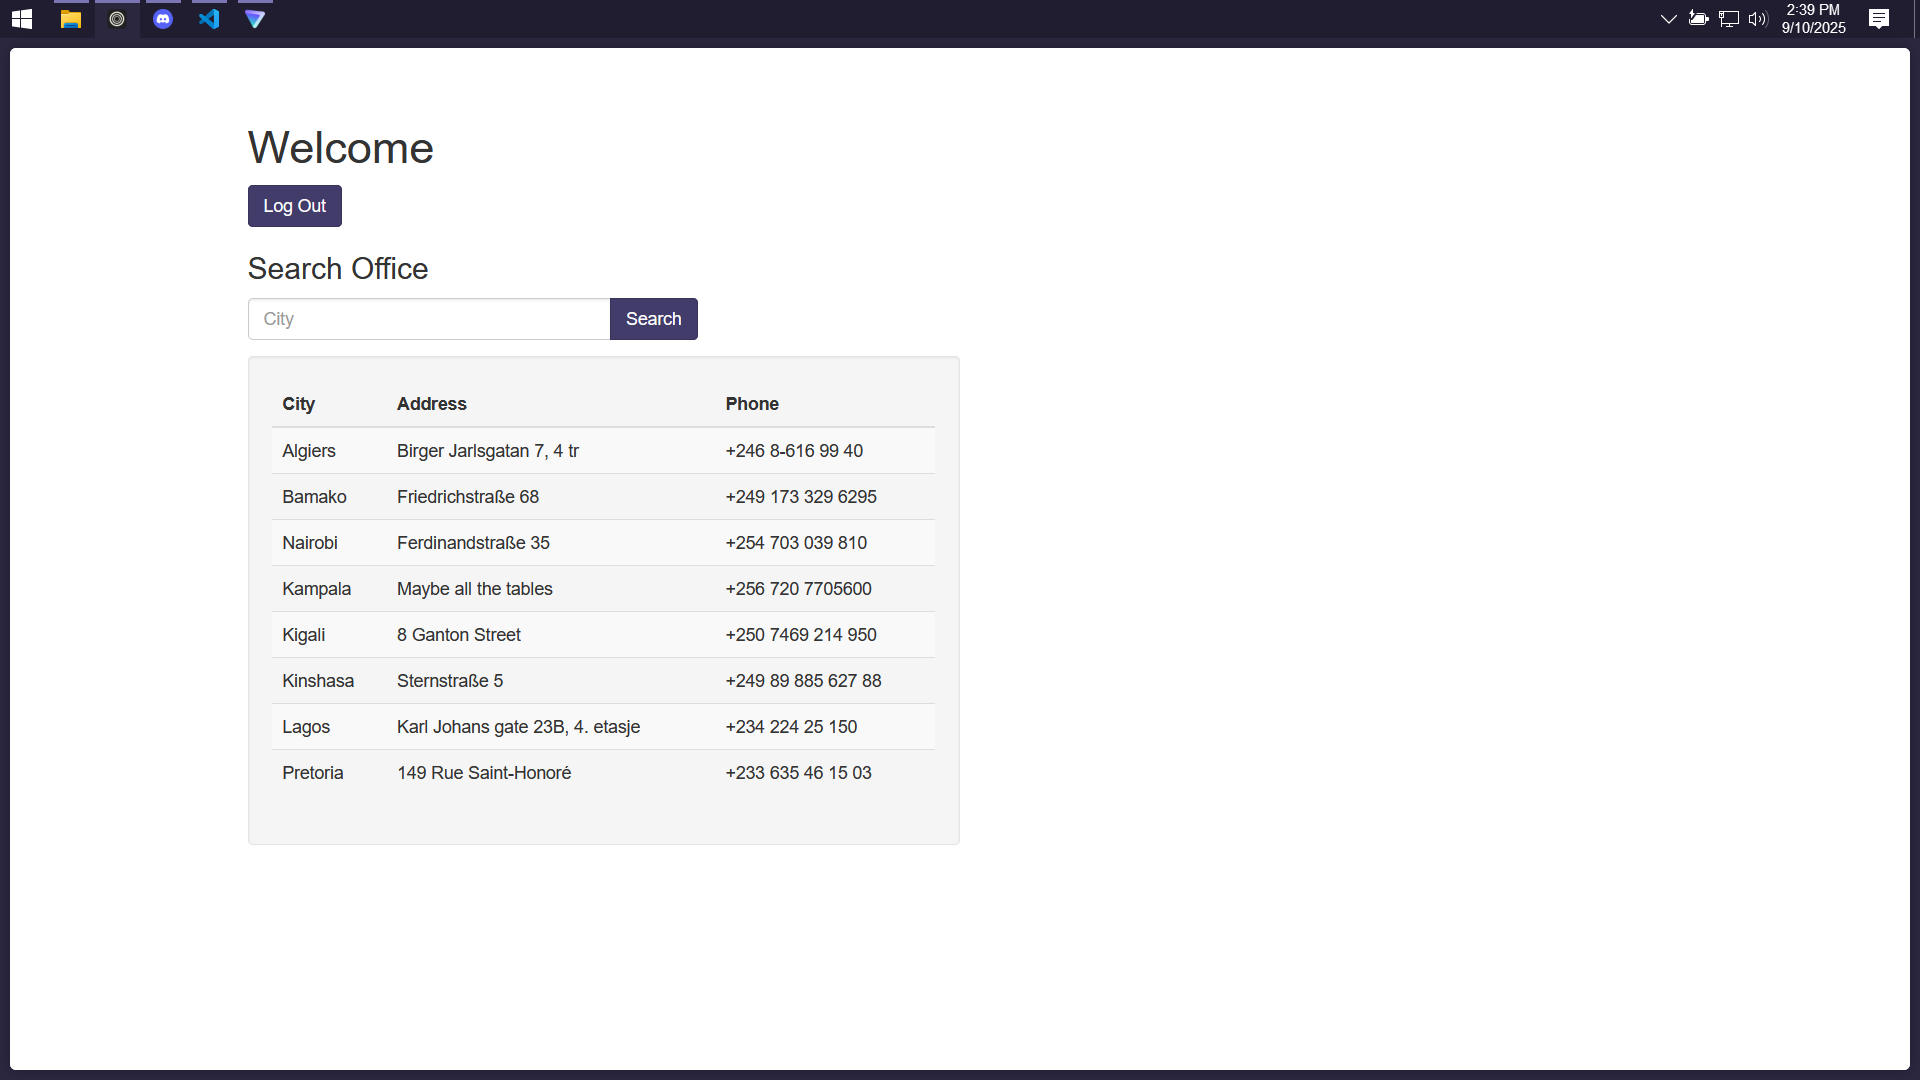 2:39 PM
9/10/2025
Welcome
Log Out
Search Office
City Search
City Address Phone
Algiers Birger Jarlsgatan 7, 4 tr +246 8-616 99 40
Bamako Friedrichstraße 68 +249 173 329 6295
Nairobi Ferdinandstraße 35 +254 703 039 810
Kampala Maybe all the tables +256 720 7705600
Kigali 8 Ganton Street +250 7469 214 950
Kinshasa Sternstraße 5 +249 89 885 627 88
Lagos Karl Johans gate 23B, 4. etasje +234 224 25 150
Pretoria 149 Rue Saint-Honoré +233 635 46 15 03